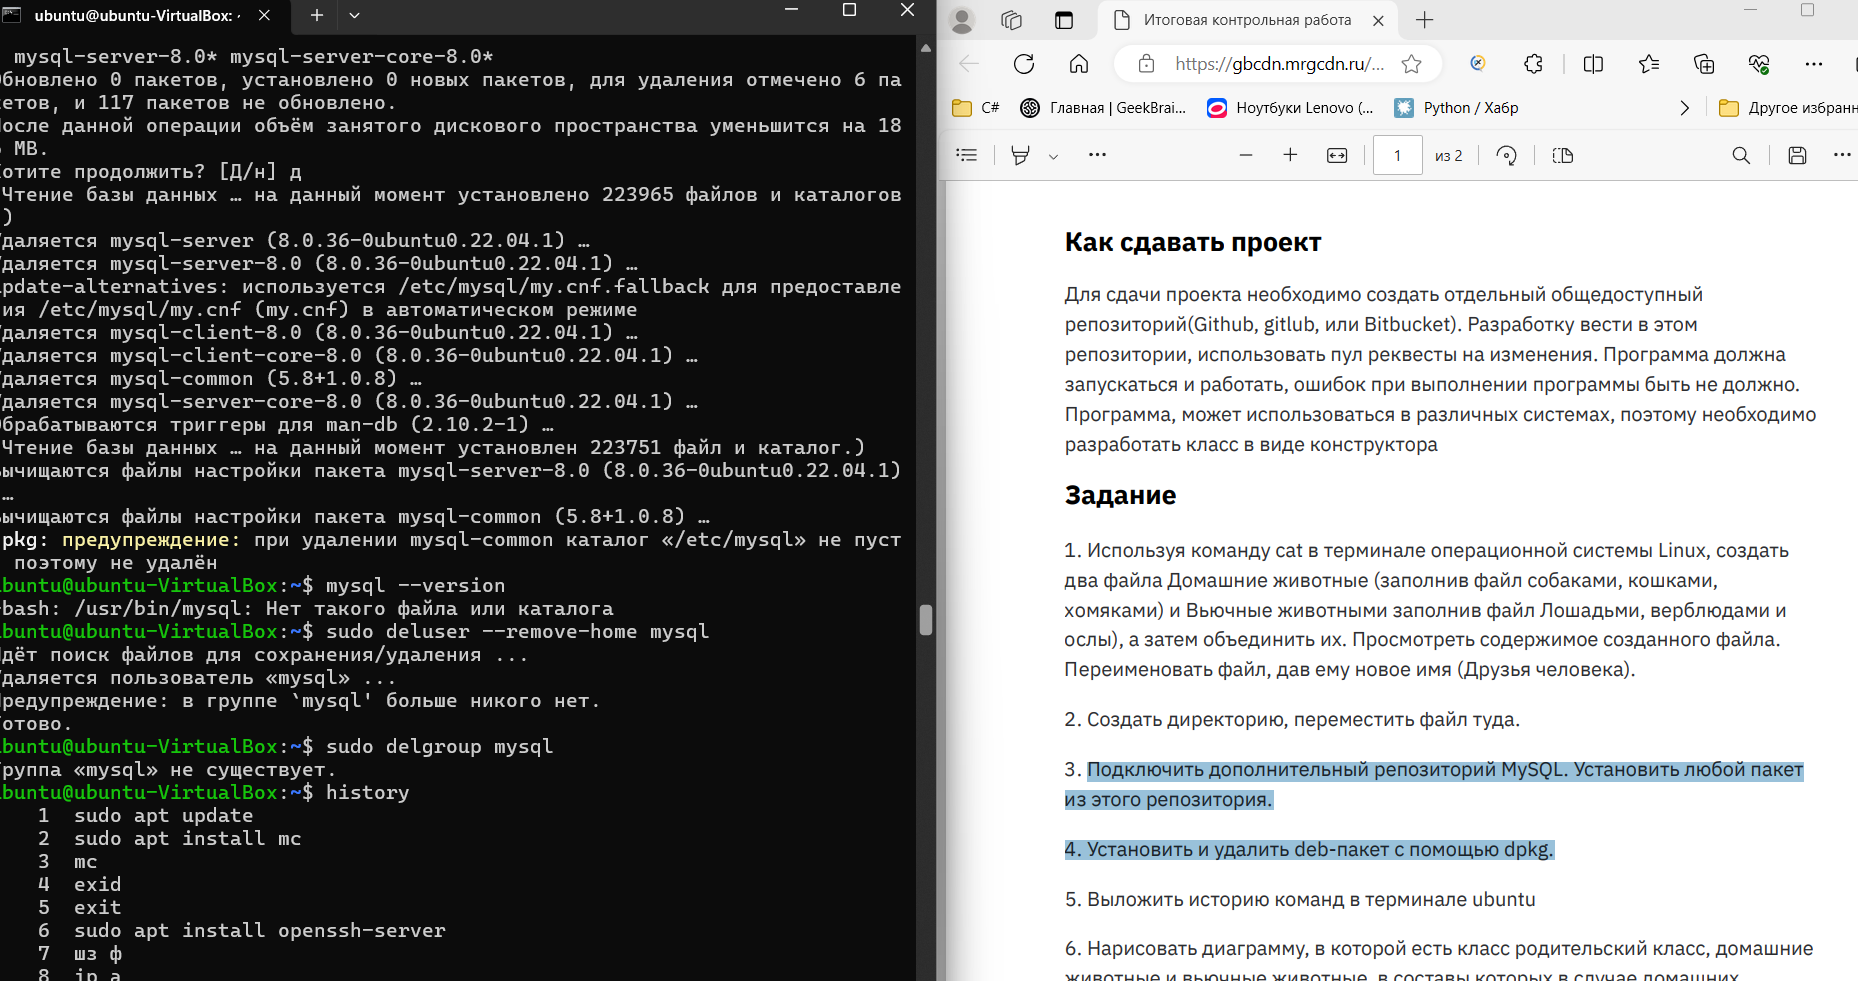 ubuntu@ubuntu-VirtualBox: ~
mysql-server-8.0* mysql-server-core-8.0*
бновлено 0 пакетов, установлено 0 новых пакетов, для удаления отмечено 6 па
кетов, и 117 пакетов не обновлено.
осле данной операции объём занятого дискового пространства уменьшится на 18
MB.
отите продолжить? [Д/н] д
Чтение базы данных … на данный момент установлено 223965 файлов и каталогов
)
даляется mysql-server (8.0.36-0ubuntu0.22.04.1) …
даляется mysql-server-8.0 (8.0.36-0ubuntu0.22.04.1) …
update-alternatives: используется /etc/mysql/my.cnf.fallback для предоставле
ия /etc/mysql/my.cnf (my.cnf) в автоматическом режиме
даляется mysql-client-8.0 (8.0.36-0ubuntu0.22.04.1) …
даляется mysql-client-core-8.0 (8.0.36-0ubuntu0.22.04.1) …
даляется mysql-common (5.8+1.0.8) …
даляется mysql-server-core-8.0 (8.0.36-0ubuntu0.22.04.1) …
брабатываются триггеры для man-db (2.10.2-1) …
Чтение базы данных … на данный момент установлен 223751 файл и каталог.)
ычищаются файлы настройки пакета mysql-server-8.0 (8.0.36-0ubuntu0.22.04.1)
…
ычищаются файлы настройки пакета mysql-common (5.8+1.0.8) …
pkg: предупреждение: при удалении mysql-common каталог «/etc/mysql» не пуст
поэтому не удалён
buntu@ubuntu-VirtualBox:~$ mysql --version
-bash: /usr/bin/mysql: Нет такого файла или каталога
buntu@ubuntu-VirtualBox:~$ sudo deluser --remove-home mysql
дёт поиск файлов для сохранения/удаления ...
даляется пользователь «mysql» ...
редупреждение: в группе `mysql' больше никого нет.
отово.
buntu@ubuntu-VirtualBox:~$ sudo delgroup mysql
руппа «mysql» не существует.
buntu@ubuntu-VirtualBox:~$ history
1 sudo apt update
2 sudo apt install mc
3 mc
4 exid
5 exit
6 sudo apt install openssh-server
7 шз ф
8 ip a
Итоговая контрольная работа
https://gbcdn.mrgcdn.ru/...
C#
Главная | GeekBrai...
Ноутбуки Lenovo (...
Python / Хабр
Другое избранн
1 из 2
Как сдавать проект
Для сдачи проекта необходимо создать отдельный общедоступный
репозиторий(Github, gitlub, или Bitbucket). Разработку вести в этом
репозитории, использовать пул реквесты на изменения. Программа должна
запускаться и работать, ошибок при выполнении программы быть не должно.
Программа, может использоваться в различных системах, поэтому необходимо
разработать класс в виде конструктора
Задание
1. Используя команду cat в терминале операционной системы Linux, создать
два файла Домашние животные (заполнив файл собаками, кошками,
хомяками) и Вьючные животными заполнив файл Лошадьми, верблюдами и
ослы), а затем объединить их. Просмотреть содержимое созданного файла.
Переименовать файл, дав ему новое имя (Друзья человека).
2. Создать директорию, переместить файл туда.
3. Подключить дополнительный репозиторий MySQL. Установить любой пакет
из этого репозитория.
4. Установить и удалить deb-пакет с помощью dpkg.
5. Выложить историю команд в терминале ubuntu
6. Нарисовать диаграмму, в которой есть класс родительский класс, домашние
животные и вьючные животные, в составы которых в случае домашних